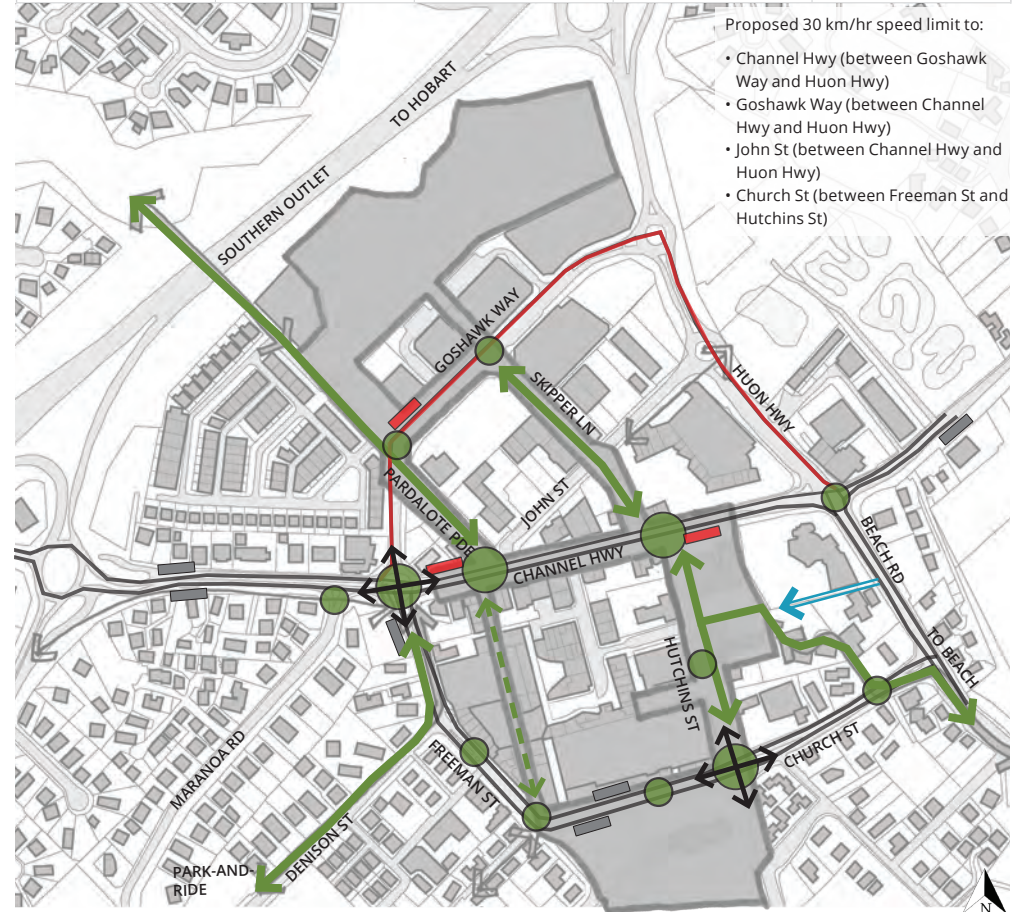 Proposed 30 km/hr speed limit to:
• Channel Hwy (between Goshawk
Way and Huon Hwy)
• Goshawk Way (between Channel
Hwy and Huon Hwy)
• John St (between Channel Hwy and
Huon Hwy)
• Church St (between Freeman St and
Hutchins St)
TO HOBART
SOUTHERN OUTLET
GOSHAWK WAY
SKIPPER LN
HUON HWY
PARDALOTE PDE
JOHN ST
CHANNEL HWY
BEACH RD
TO BEACH
HUTCHINS ST
CHURCH ST
FREEMAN ST
MARANOA RD
DENISON ST
PARK-AND-
RIDE
N